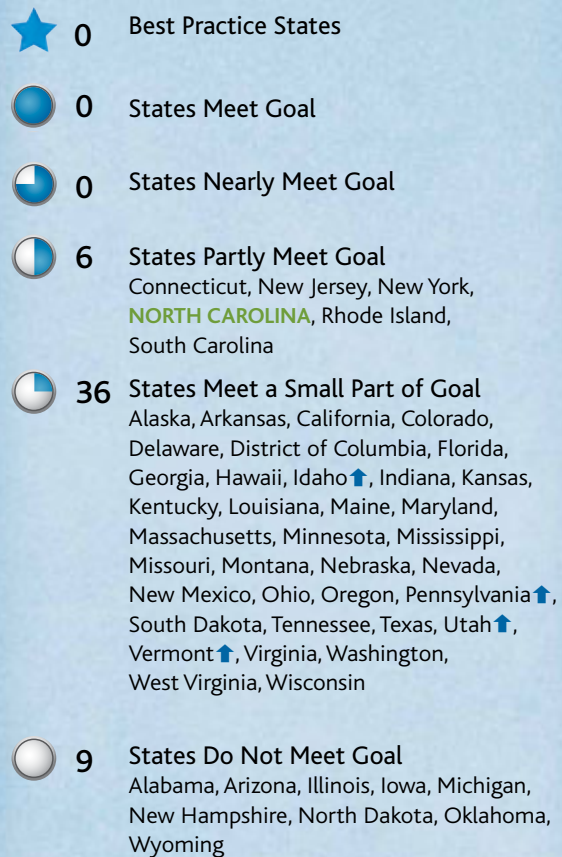 0 Best Practice States
0 States Meet Goal
0 States Nearly Meet Goal
6 States Partly Meet Goal
Connecticut, New Jersey, New York,
NORTH CAROLINA, Rhode Island,
South Carolina
36 States Meet a Small Part of Goal
Alaska, Arkansas, California, Colorado,
Delaware, District of Columbia, Florida,
Georgia, Hawaii, Idaho⬆, Indiana, Kansas,
Kentucky, Louisiana, Maine, Maryland,
Massachusetts, Minnesota, Mississippi,
Missouri, Montana, Nebraska, Nevada,
New Mexico, Ohio, Oregon, Pennsylvania⬆,
South Dakota, Tennessee, Texas, Utah⬆,
Vermont⬆, Virginia, Washington,
West Virginia, Wisconsin
9 States Do Not Meet Goal
Alabama, Arizona, Illinois, Iowa, Michigan,
New Hampshire, North Dakota, Oklahoma,
Wyoming